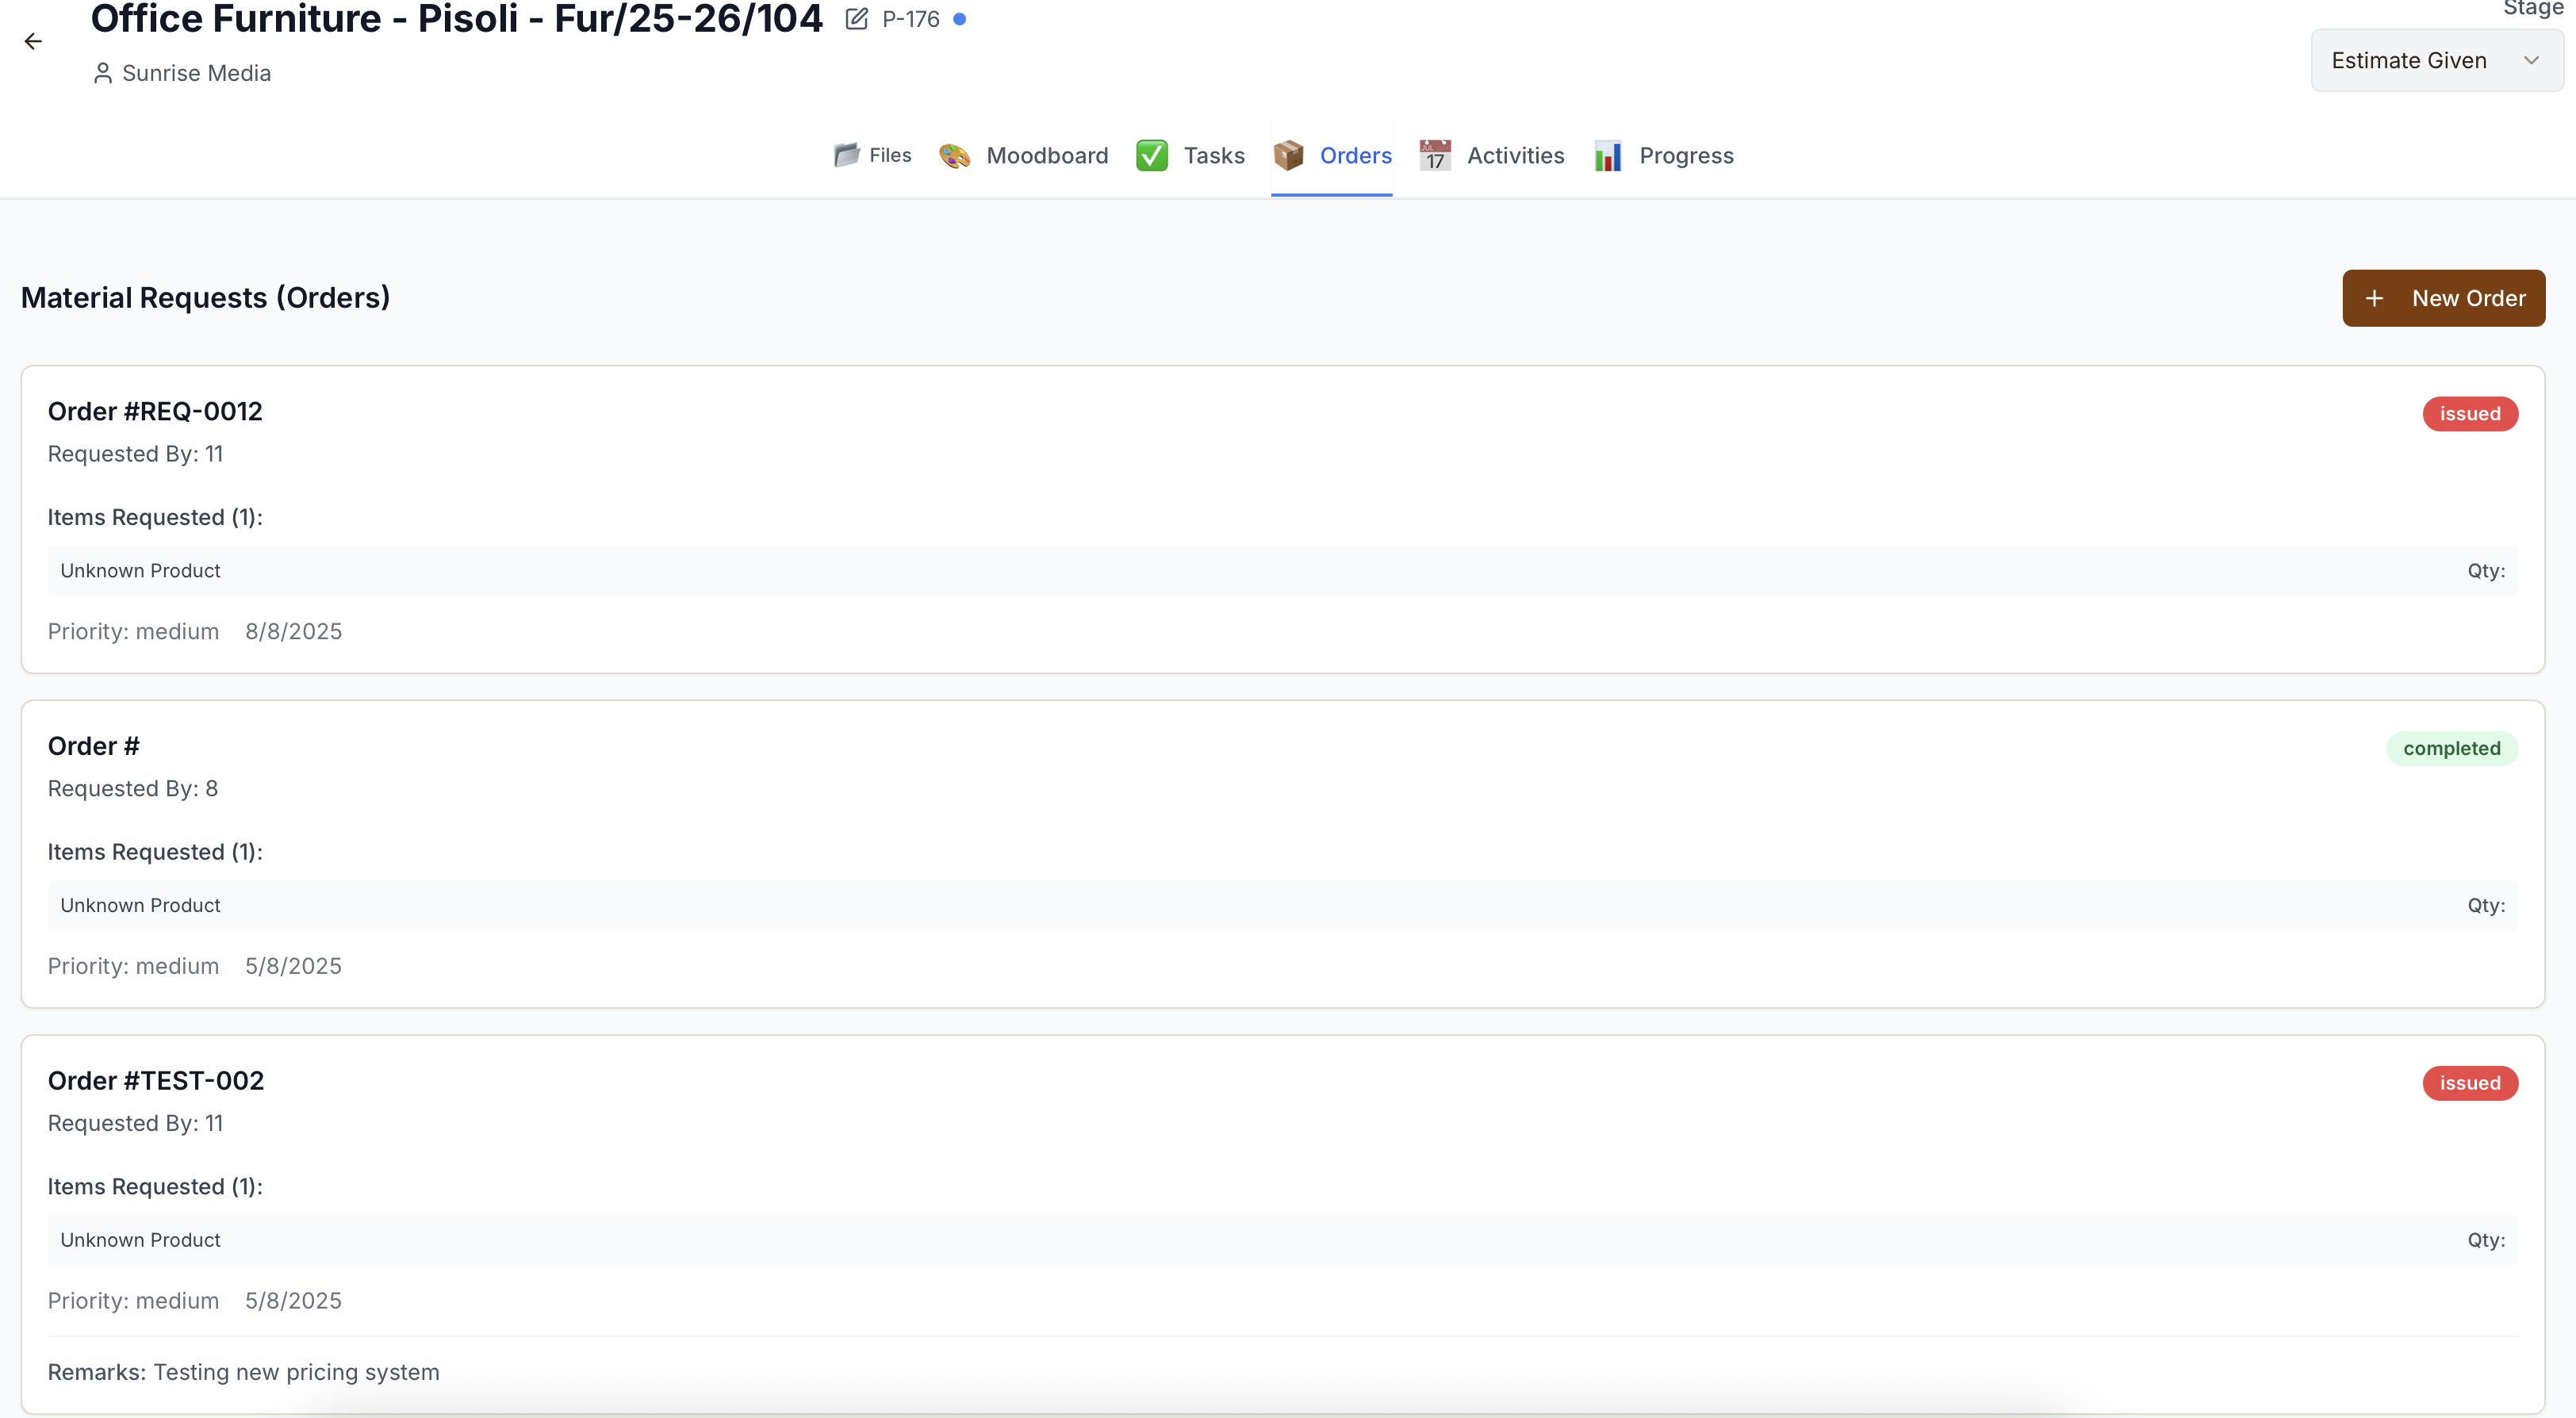 Office Furniture - Pisoli - Fur/25-26/104 P-176
Stage
Sunrise Media
Estimate Given
Files Moodboard Tasks Orders JUL 17 Activities Progress
Material Requests (Orders)
+ New Order
Order #REQ-0012
issued
Requested By: 11
Items Requested (1):
Unknown Product Qty:
Priority: medium 8/8/2025
Order #
completed
Requested By: 8
Items Requested (1):
Unknown Product Qty:
Priority: medium 5/8/2025
Order #TEST-002
issued
Requested By: 11
Items Requested (1):
Unknown Product Qty:
Priority: medium 5/8/2025
Remarks: Testing new pricing system